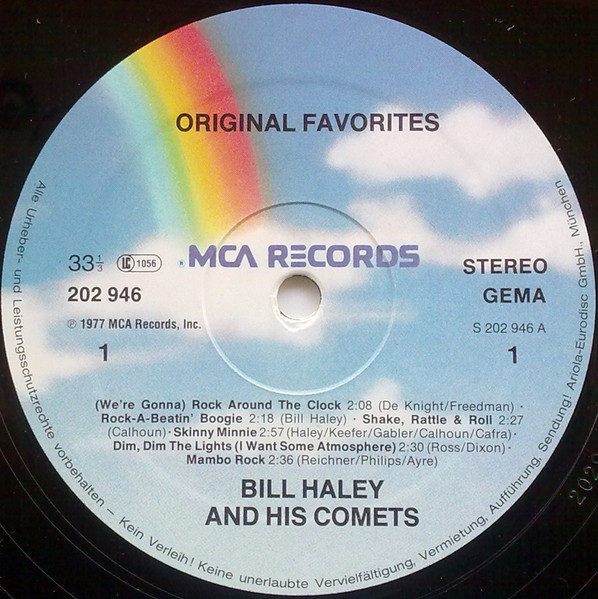 ORIGINAL FAVORITES
MCA RECORDS
33 1/3 LC 1056
202 946
℗ 1977 MCA Records, Inc.
1
STEREO
GEMA
S 202 946 A
1
(We're Gonna) Rock Around The Clock 2:08 (De Knight/Freedman) ·
Rock-A-Beatin' Boogie 2:18 (Bill Haley) · Shake, Rattle & Roll 2:27
(Calhoun) · Skinny Minnie 2:57 (Haley/Keefer/Gabler/Calhoun/Cafra) ·
Dim, Dim The Lights (I Want Some Atmosphere) 2:30 (Ross/Dixon) ·
Mambo Rock 2:36 (Reichner/Philips/Ayre)
BILL HALEY
AND HIS COMETS
Alle Urheber- und Leistungsschutzrechte vorbehalten – Kein Verleih! Keine unerlaubte Vervielfältigung, Vermietung, Aufführung, Sendung! Ariola-Eurodisc GmbH., München